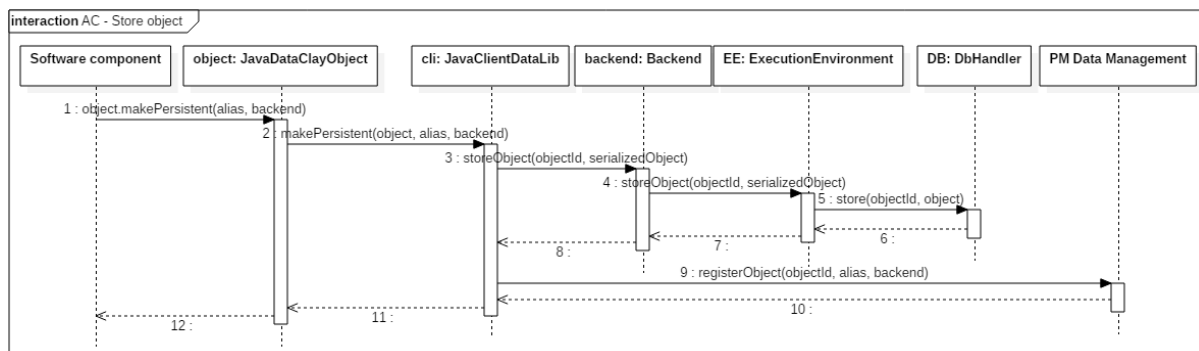 interaction AC - Store object
Software component
object: JavaDataClayObject
cli: JavaClientDataLib
backend: Backend
EE: ExecutionEnvironment
DB: DbHandler
PM Data Management
1 : object.makePersistent(alias, backend)
2 : makePersistent(object, alias, backend)
3 : storeObject(objectId, serializedObject)
4 : storeObject(objectId, serializedObject)
5 : store(objectId, object)
6 :
7 :
8 :
9 : registerObject(objectId, alias, backend)
10 :
11 :
12 :